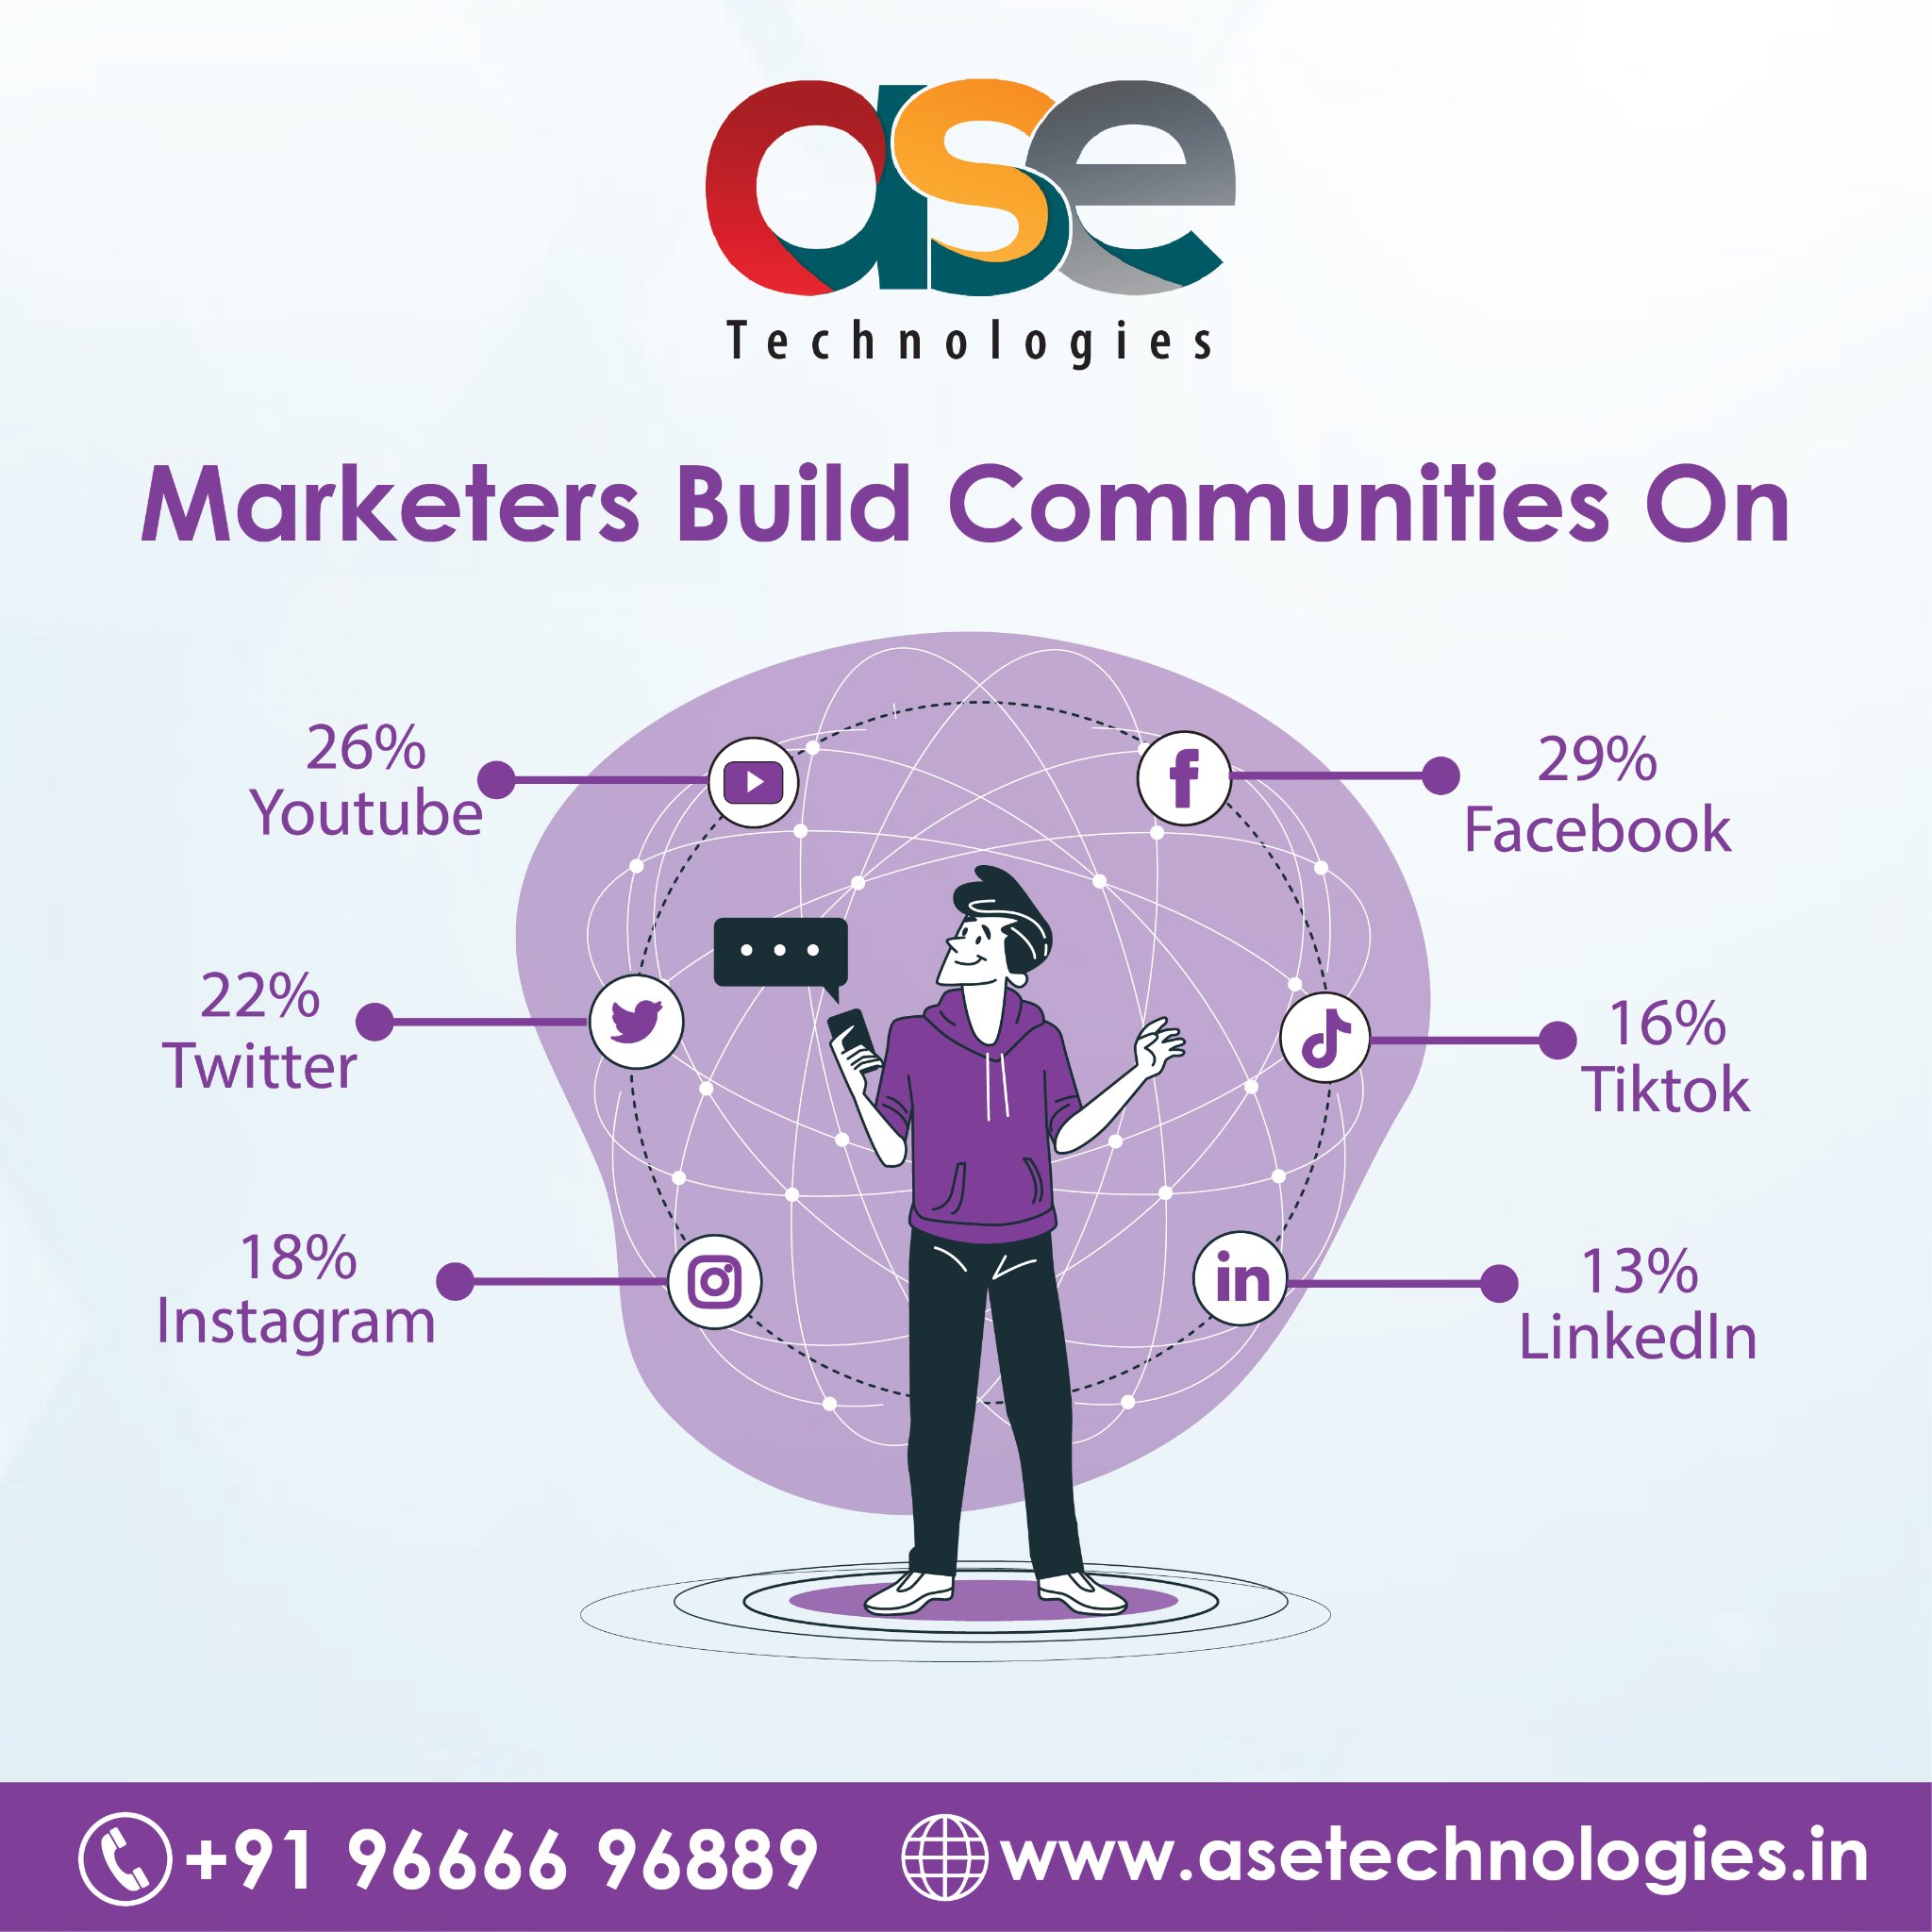 ase
Technologies
Marketers Build Communities On
26%
Youtube
29%
Facebook
22%
Twitter
16%
Tiktok
18%
Instagram
in
13%
LinkedIn
+91 96666 96889
www.asetechnologies.in